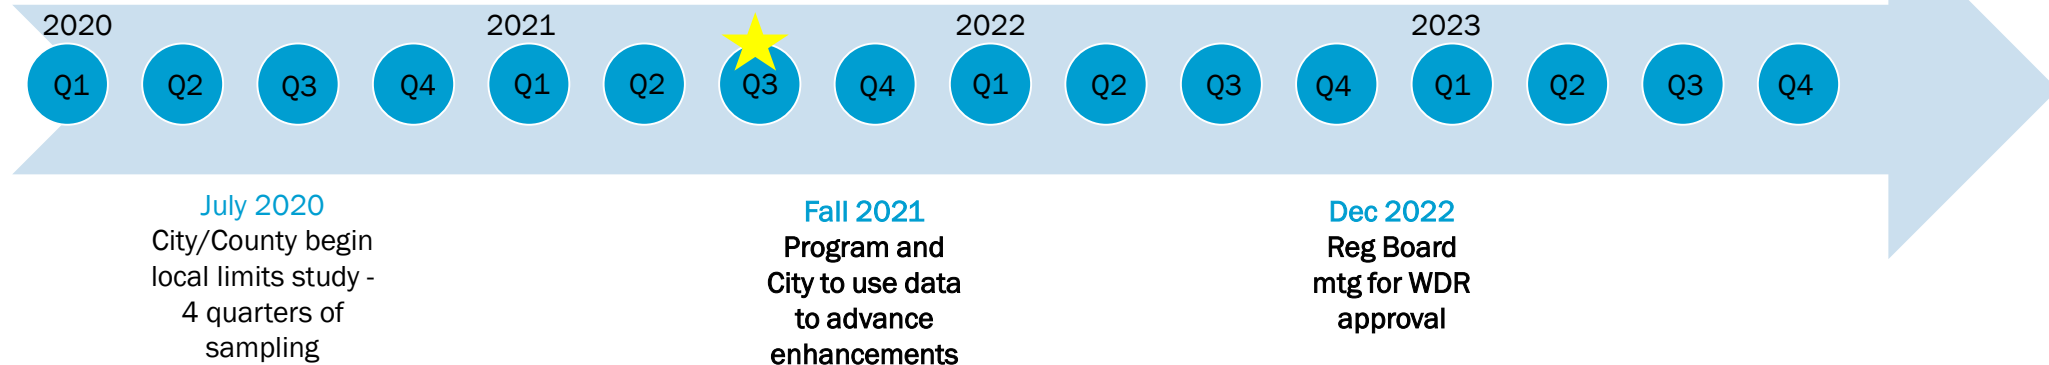 2020 2021 2022 2023
Q1 Q2 Q3 Q4 Q1 Q2 Q3 Q4 Q1 Q2 Q3 Q4 Q1 Q2 Q3 Q4
July 2020
City/County begin
local limits study -
4 quarters of
sampling
Fall 2021
Program and
City to use data
to advance
enhancements
Dec 2022
Reg Board
mtg for WDR
approval